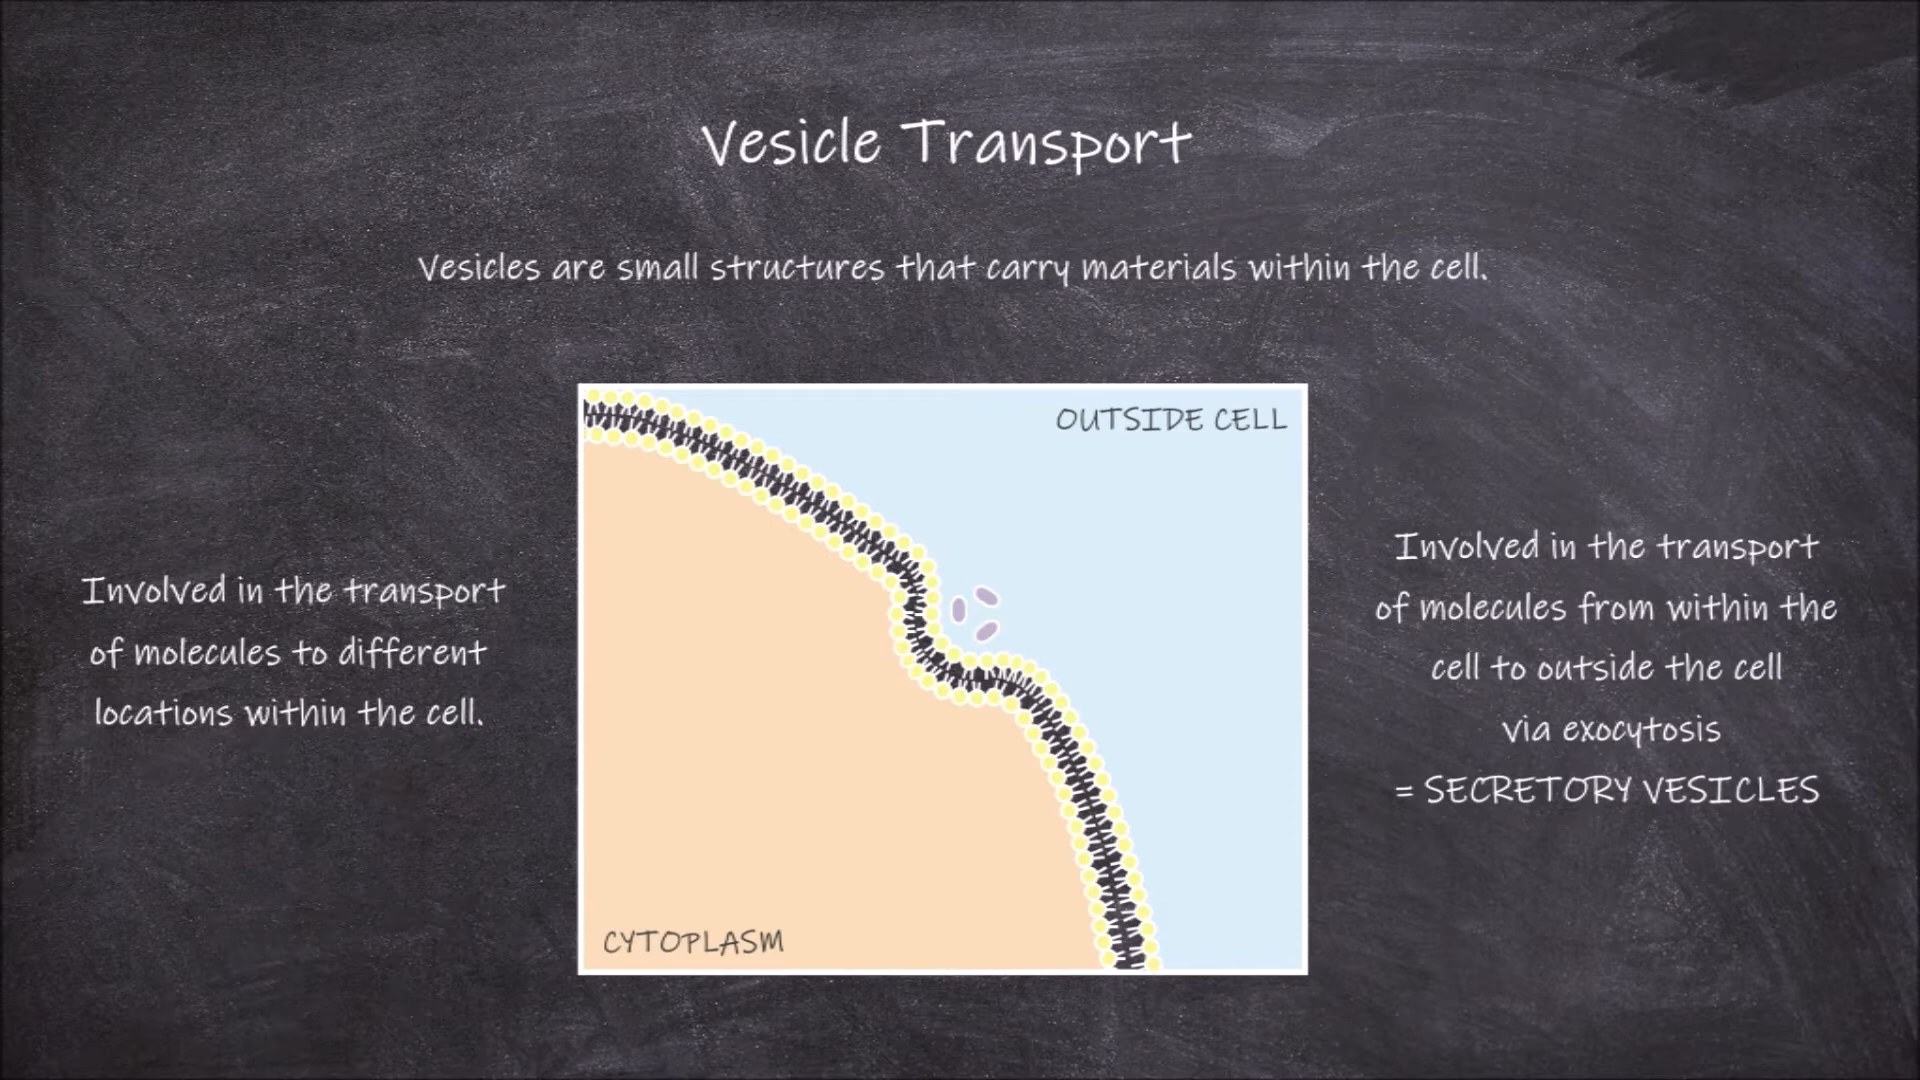 Vesicle Transport
Vesicles are small structures that carry materials within the cell.
Involved in the transport
of molecules to different
locations within the cell.
OUTSIDE CELL
CYTOPLASM
Involved in the transport
of molecules from within the
cell to outside the cell
via exocytosis
= SECRETORY VESICLES